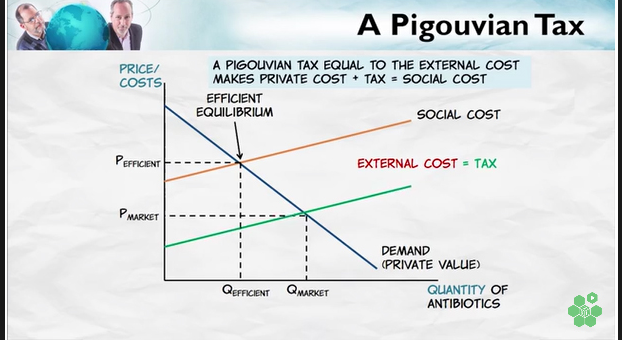 A Pigouvian Tax
PRICE/
COSTS
A PIGOUVIAN TAX EQUAL TO THE EXTERNAL COST
MAKES PRIVATE COST + TAX = SOCIAL COST
EFFICIENT
EQUILIBRIUM
SOCIAL COST
PEFFICIENT
EXTERNAL COST = TAX
PMARKET
DEMAND
(PRIVATE VALUE)
QEFFICIENT
QMARKET
QUANTITY OF
ANTIBIOTICS